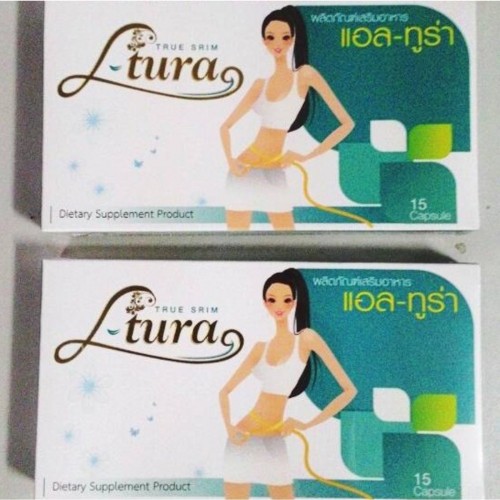 TRUE SRIM
L-tura
ผลิตภัณฑ์เสริมอาหาร
แอล-ทูร่า
Dietary Supplement Product
15
Capsule
TRUE SRIM
L-tura
ผลิตภัณฑ์เสริมอาหาร
แอล-ทูร่า
Dietary Supplement Product
15
Capsule